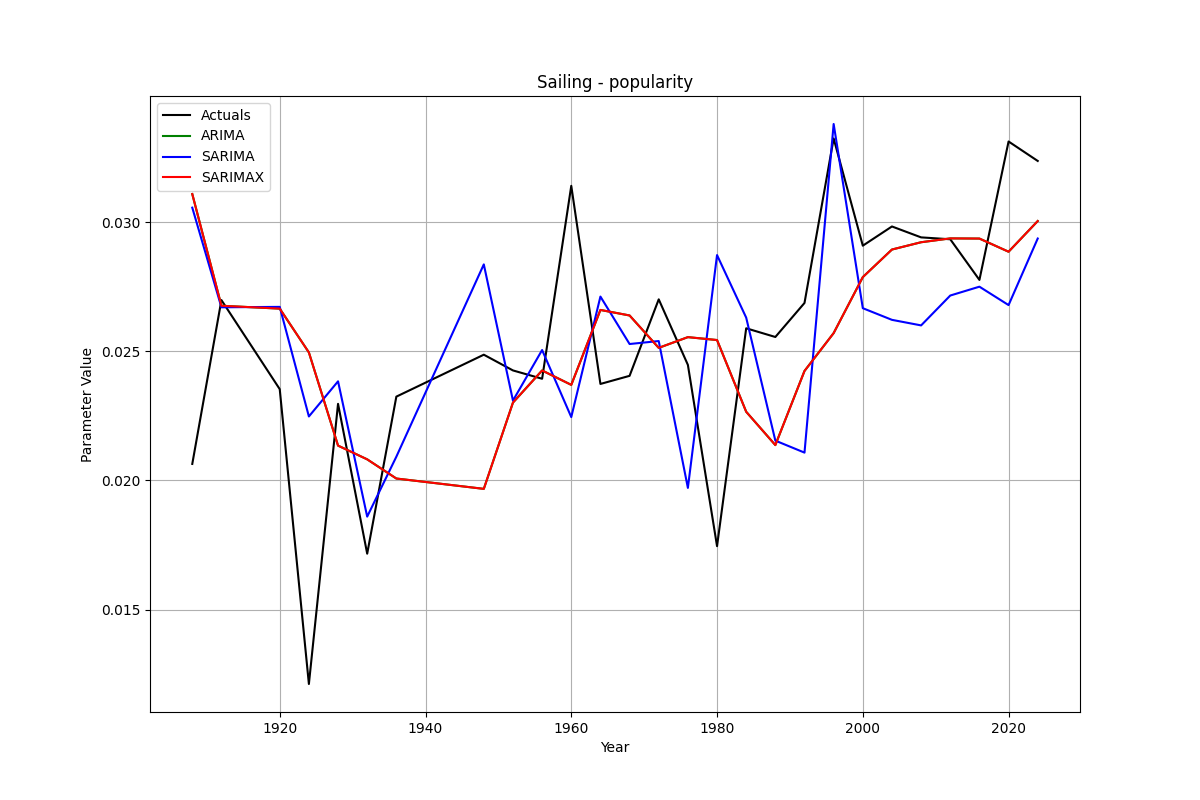 Sailing - popularity
Actuals
ARIMA
SARIMA
SARIMAX
0.030
0.025
0.020
0.015
Parameter Value
1920 1940 1960 1980 2000 2020
Year